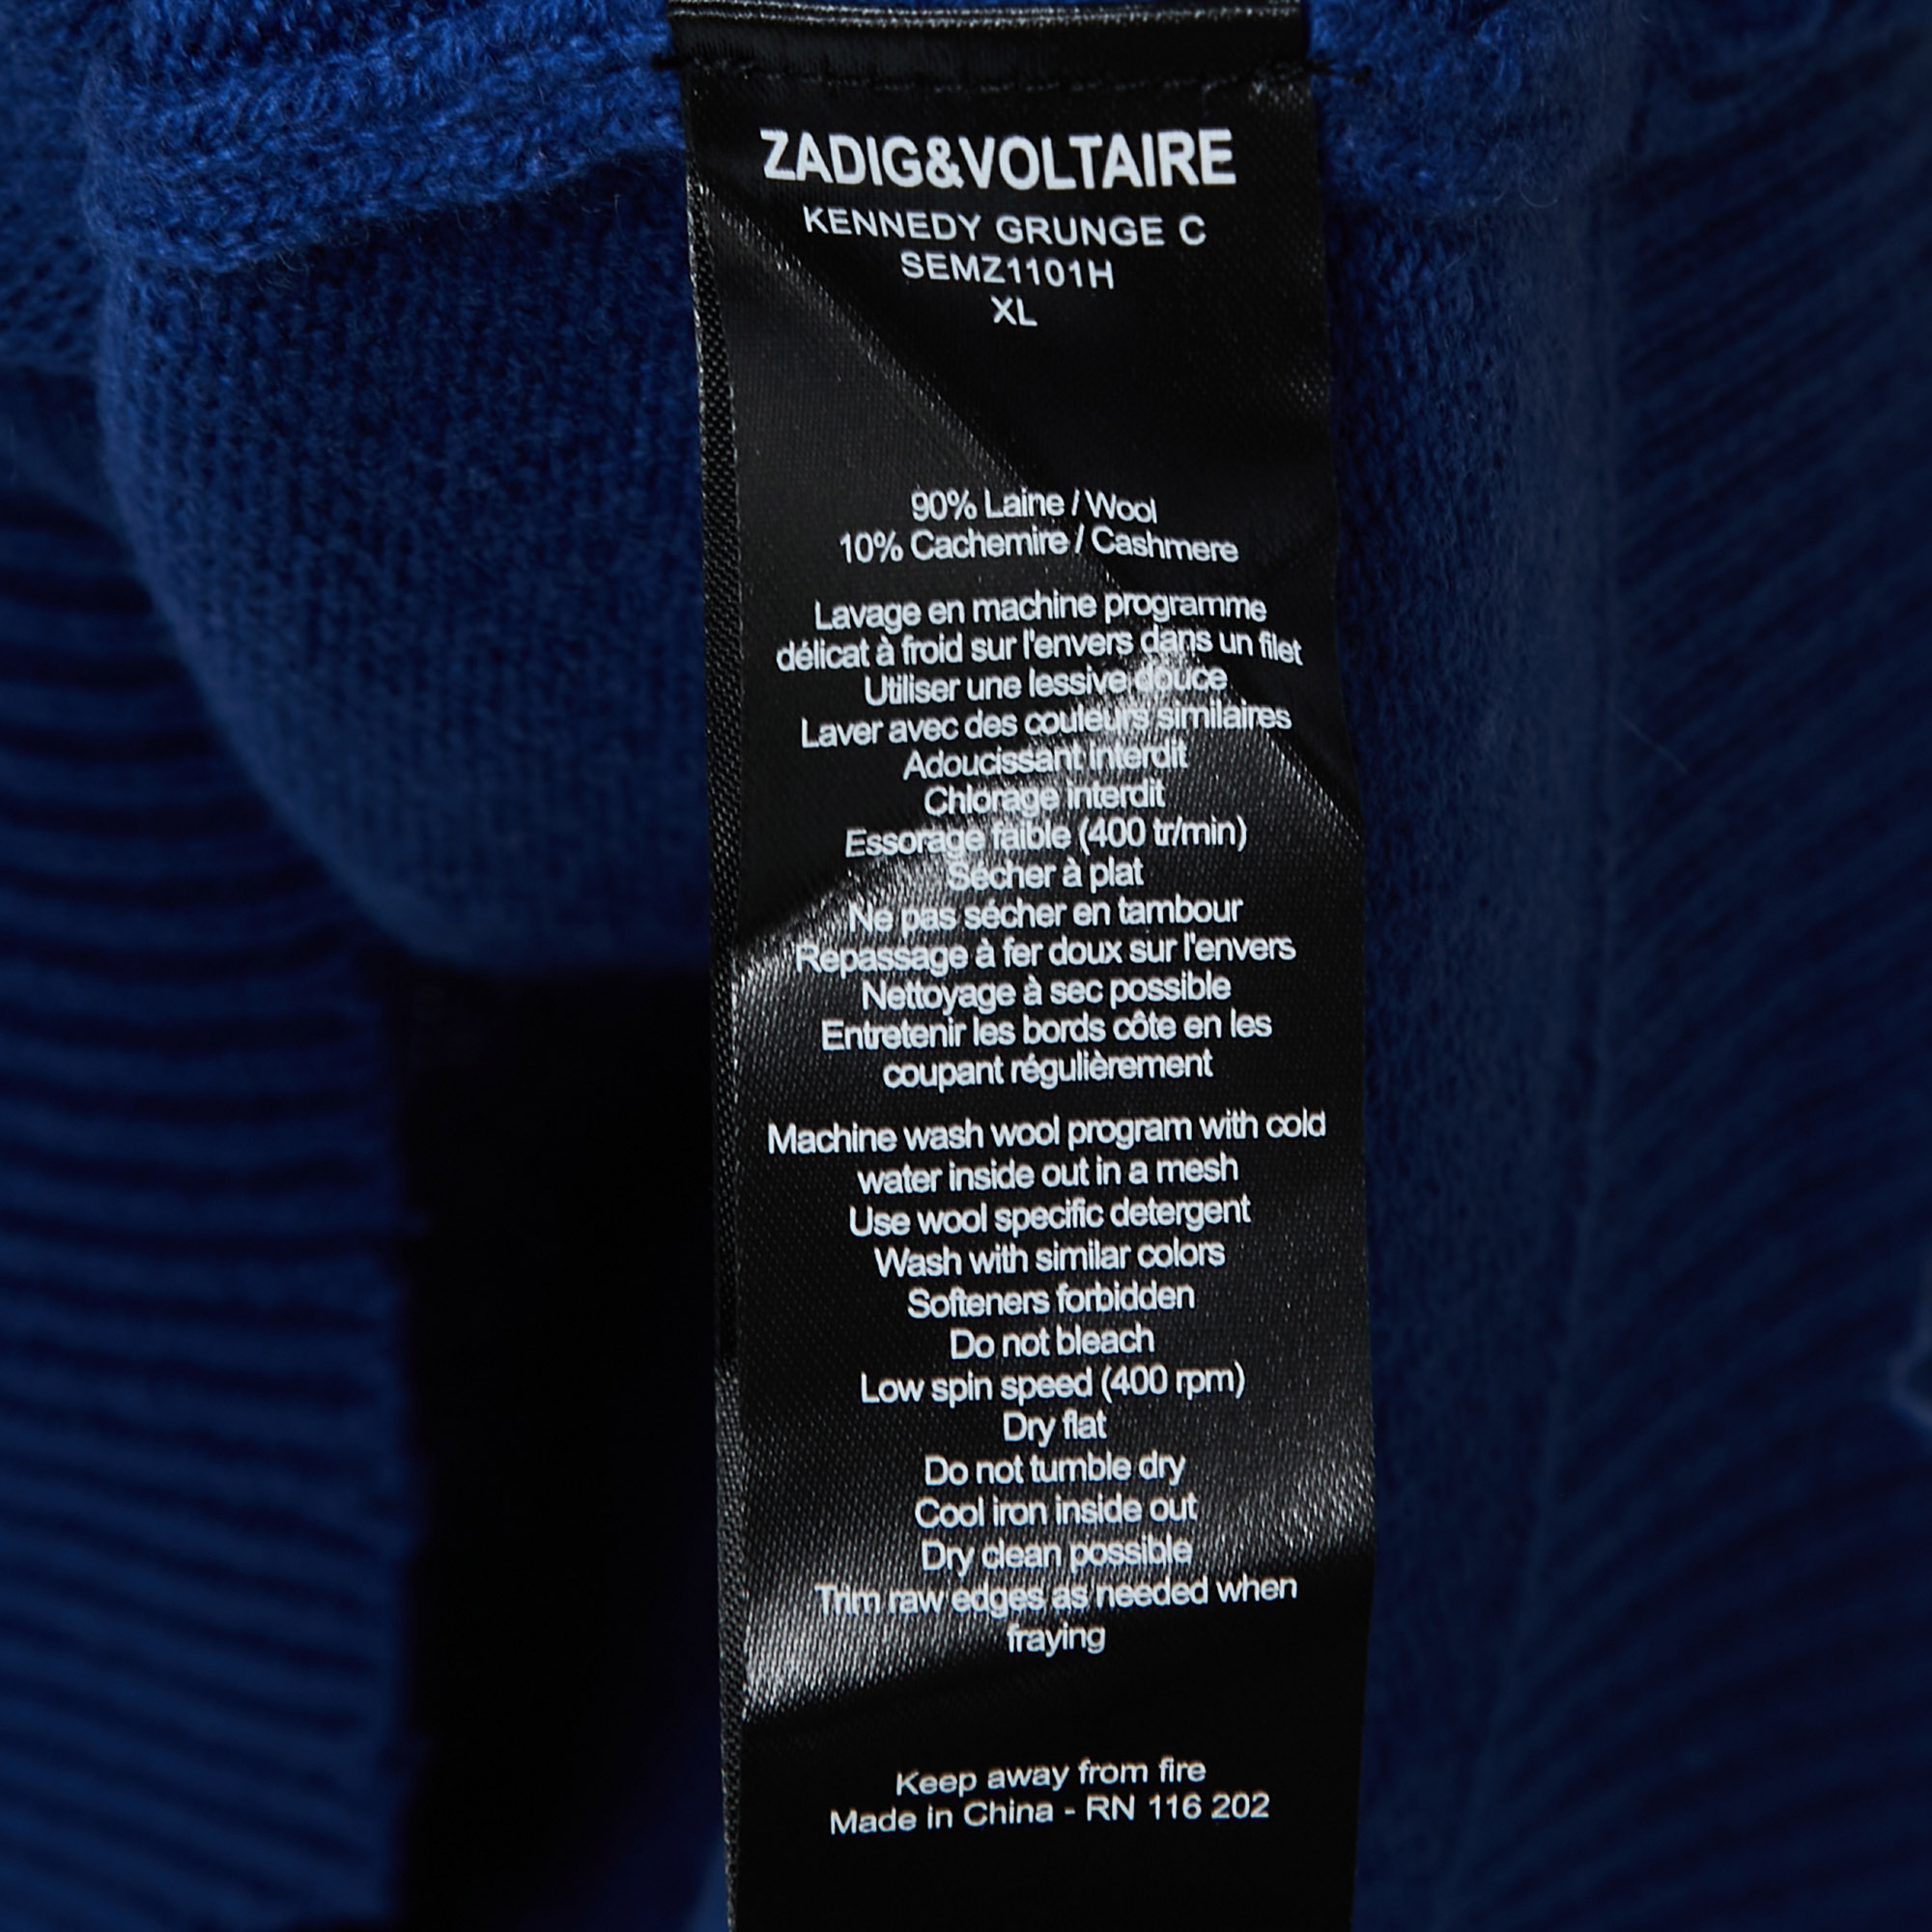 ZADIG&VOLTAIRE
KENNEDY GRUNGE C
SEMZ1101H
XL
90% Laine / Wool
10% Cachemire / Cashmere
Lavage en machine programme
délicat à froid sur l'envers dans un filet
Utiliser une lessive douce
Laver avec des couleurs similaires
Adoucissant interdit
Chlorage interdit
Essorage faible (400 tr/min)
Sécher à plat
Ne pas sécher en tambour
Repassage à fer doux sur l'envers
Nettoyage à sec possible
Entretenir les bords côte en les
coupant régulièrement
Machine wash wool program with cold
water inside out in a mesh
Use wool specific detergent
Wash with similar colors
Softeners forbidden
Do not bleach
Low spin speed (400 rpm)
Dry flat
Do not tumble dry
Cool iron inside out
Dry clean possible
Trim raw edges as needed when
fraying
Keep away from fire
Made in China - RN 116 202